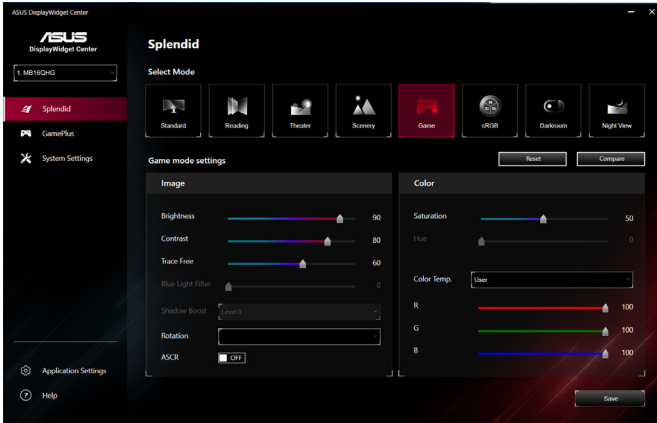 ASUS DisplayWidget Center
ASUS
DisplayWidget Center
1. MB16QHG
Splendid
GamePlus
System Settings
Application Settings
Help
Splendid
Select Mode
Standard
Reading
Theater
Scenery
Game
sRGB
Darkroom
Night View
Game mode settings
Reset
Compare
Image
Brightness 90
Contrast 80
Trace Free 60
Blue Light Filter 0
Shadow Boost Level 0
Rotation
ASCR OFF
Color
Saturation 50
Hue 0
Color Temp. User
R 100
G 100
B 100
Save